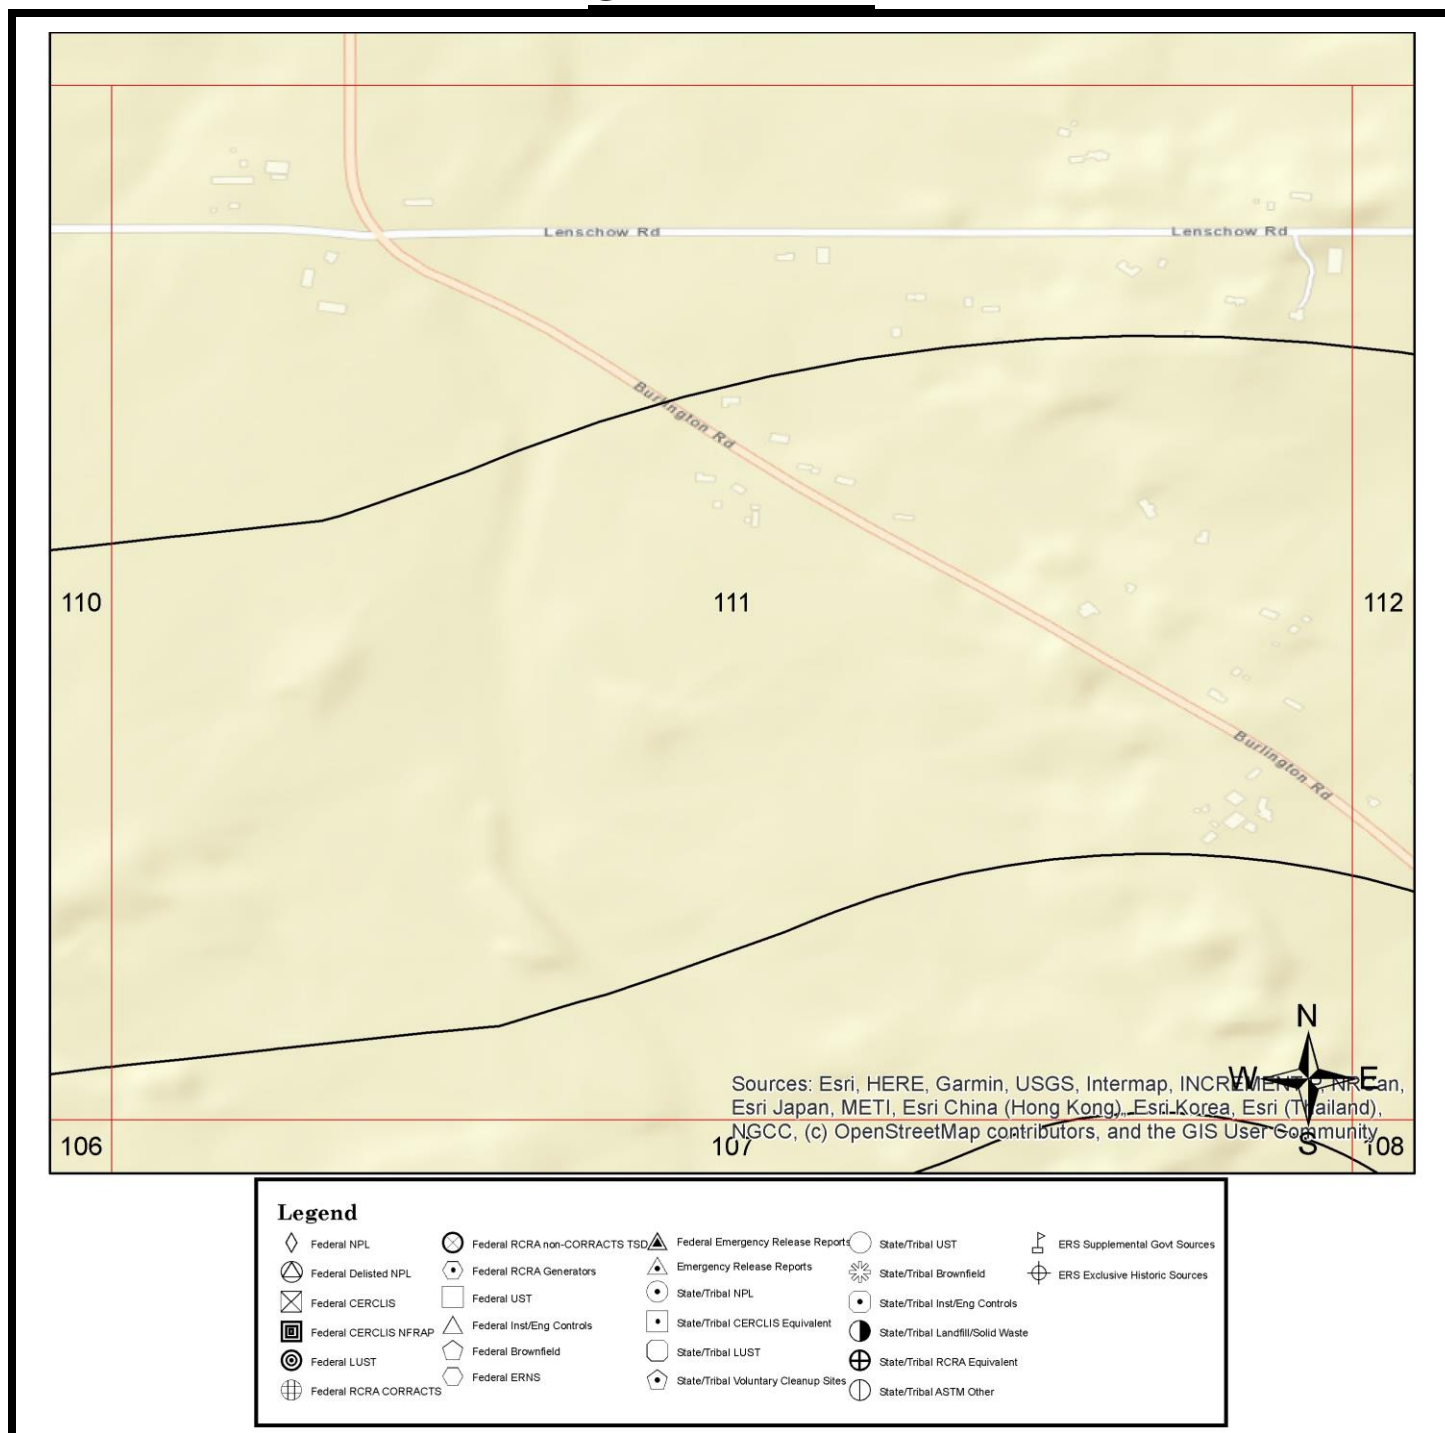 Lenschow Rd
Lenschow Rd
Burlington Rd
110
111
112
Burlington Rd
N
W
E
S
Sources: Esri, HERE, Garmin, USGS, Intermap, INCREMENT P, NRCan,
Esri Japan, METI, Esri China (Hong Kong), Esri Korea, Esri (Thailand),
NGCC, (c) OpenStreetMap contributors, and the GIS User Community
106
107
108
Legend
Federal NPL
Federal Delisted NPL
Federal CERCLIS
Federal CERCLIS NFRAP
Federal LUST
Federal RCRA CORRACTS
Federal RCRA non-CORRACTS TSD
Federal RCRA Generators
Federal UST
Federal Inst/Eng Controls
Federal Brownfield
Federal ERNS
Federal Emergency Release Reports
Emergency Release Reports
State/Tribal NPL
State/Tribal CERCLIS Equivalent
State/Tribal LUST
State/Tribal Voluntary Cleanup Sites
State/Tribal UST
State/Tribal Brownfield
State/Tribal Inst/Eng Controls
State/Tribal Landfill/Solid Waste
State/Tribal RCRA Equivalent
State/Tribal ASTM Other
ERS Supplemental Govt Sources
ERS Exclusive Historic Sources